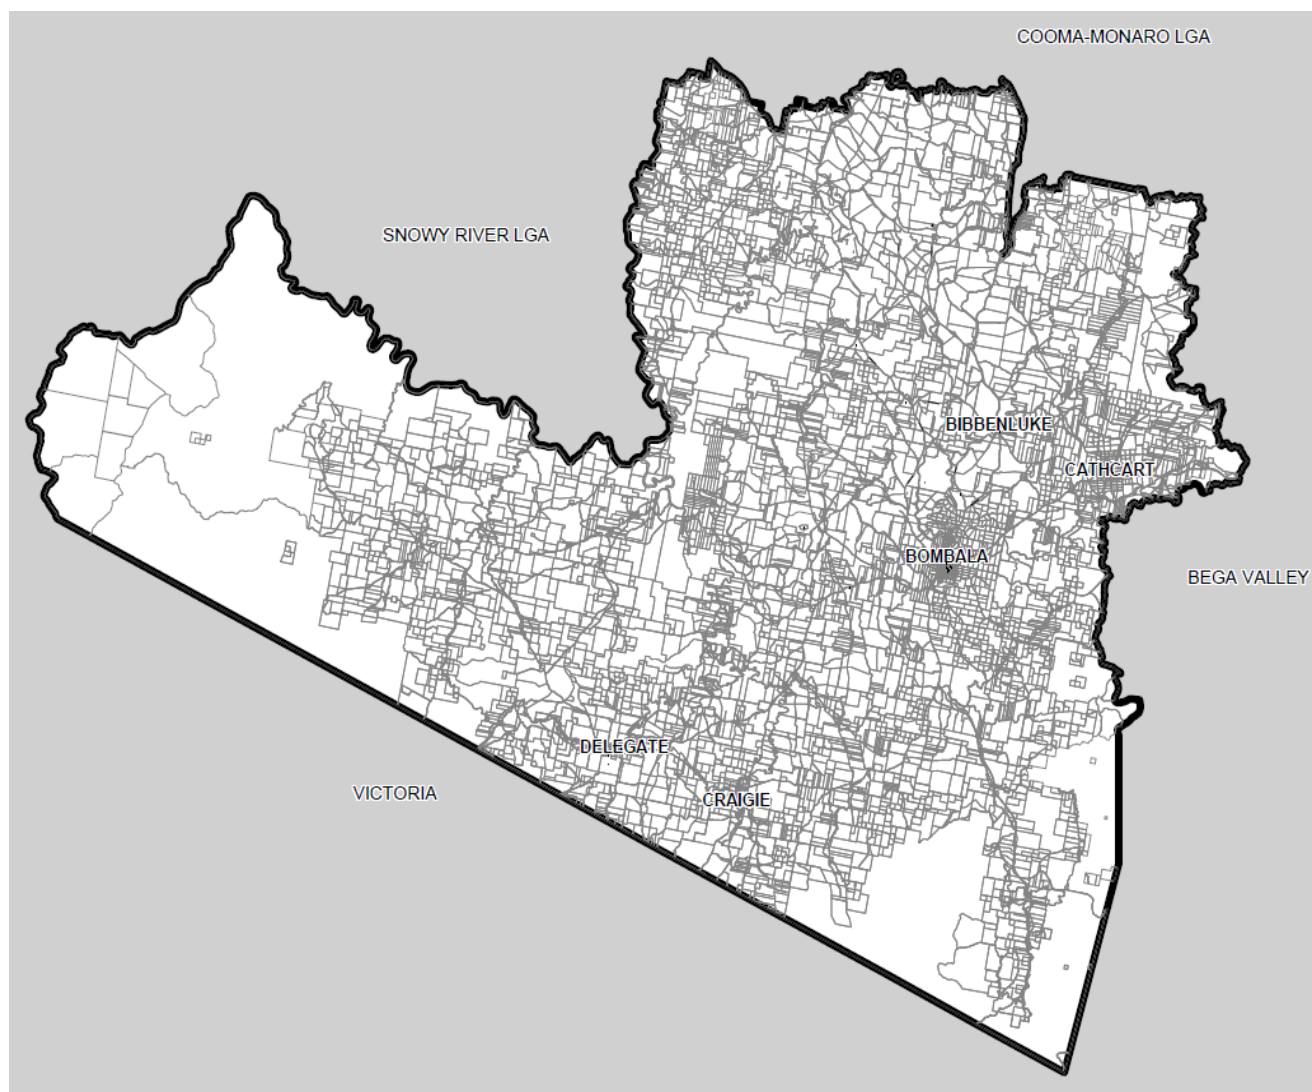 COOMA-MONARO LGA
SNOWY RIVER LGA
BIBBENLUKE
CATHCART
BOMBALA
BEGA VALLEY
DELEGATE
VICTORIA
CRAIGIE